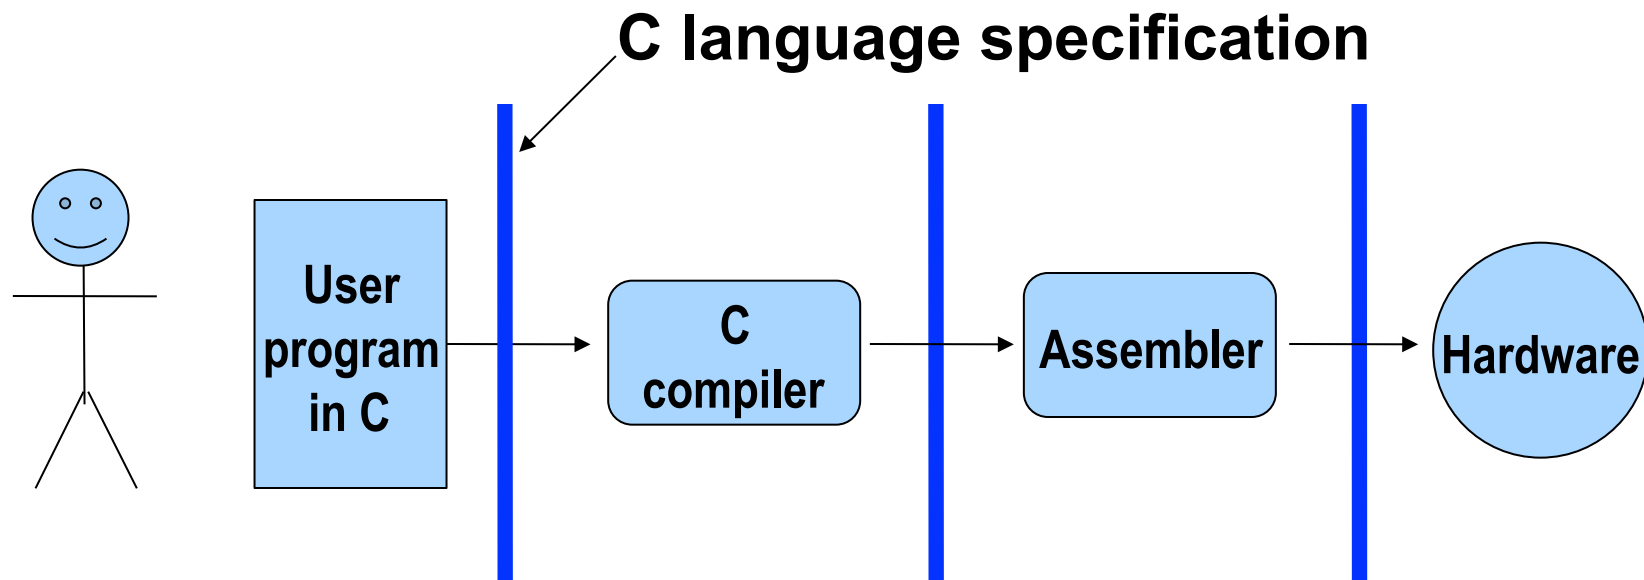 C language specification
User
program
in C
C
compiler
Assembler
Hardware